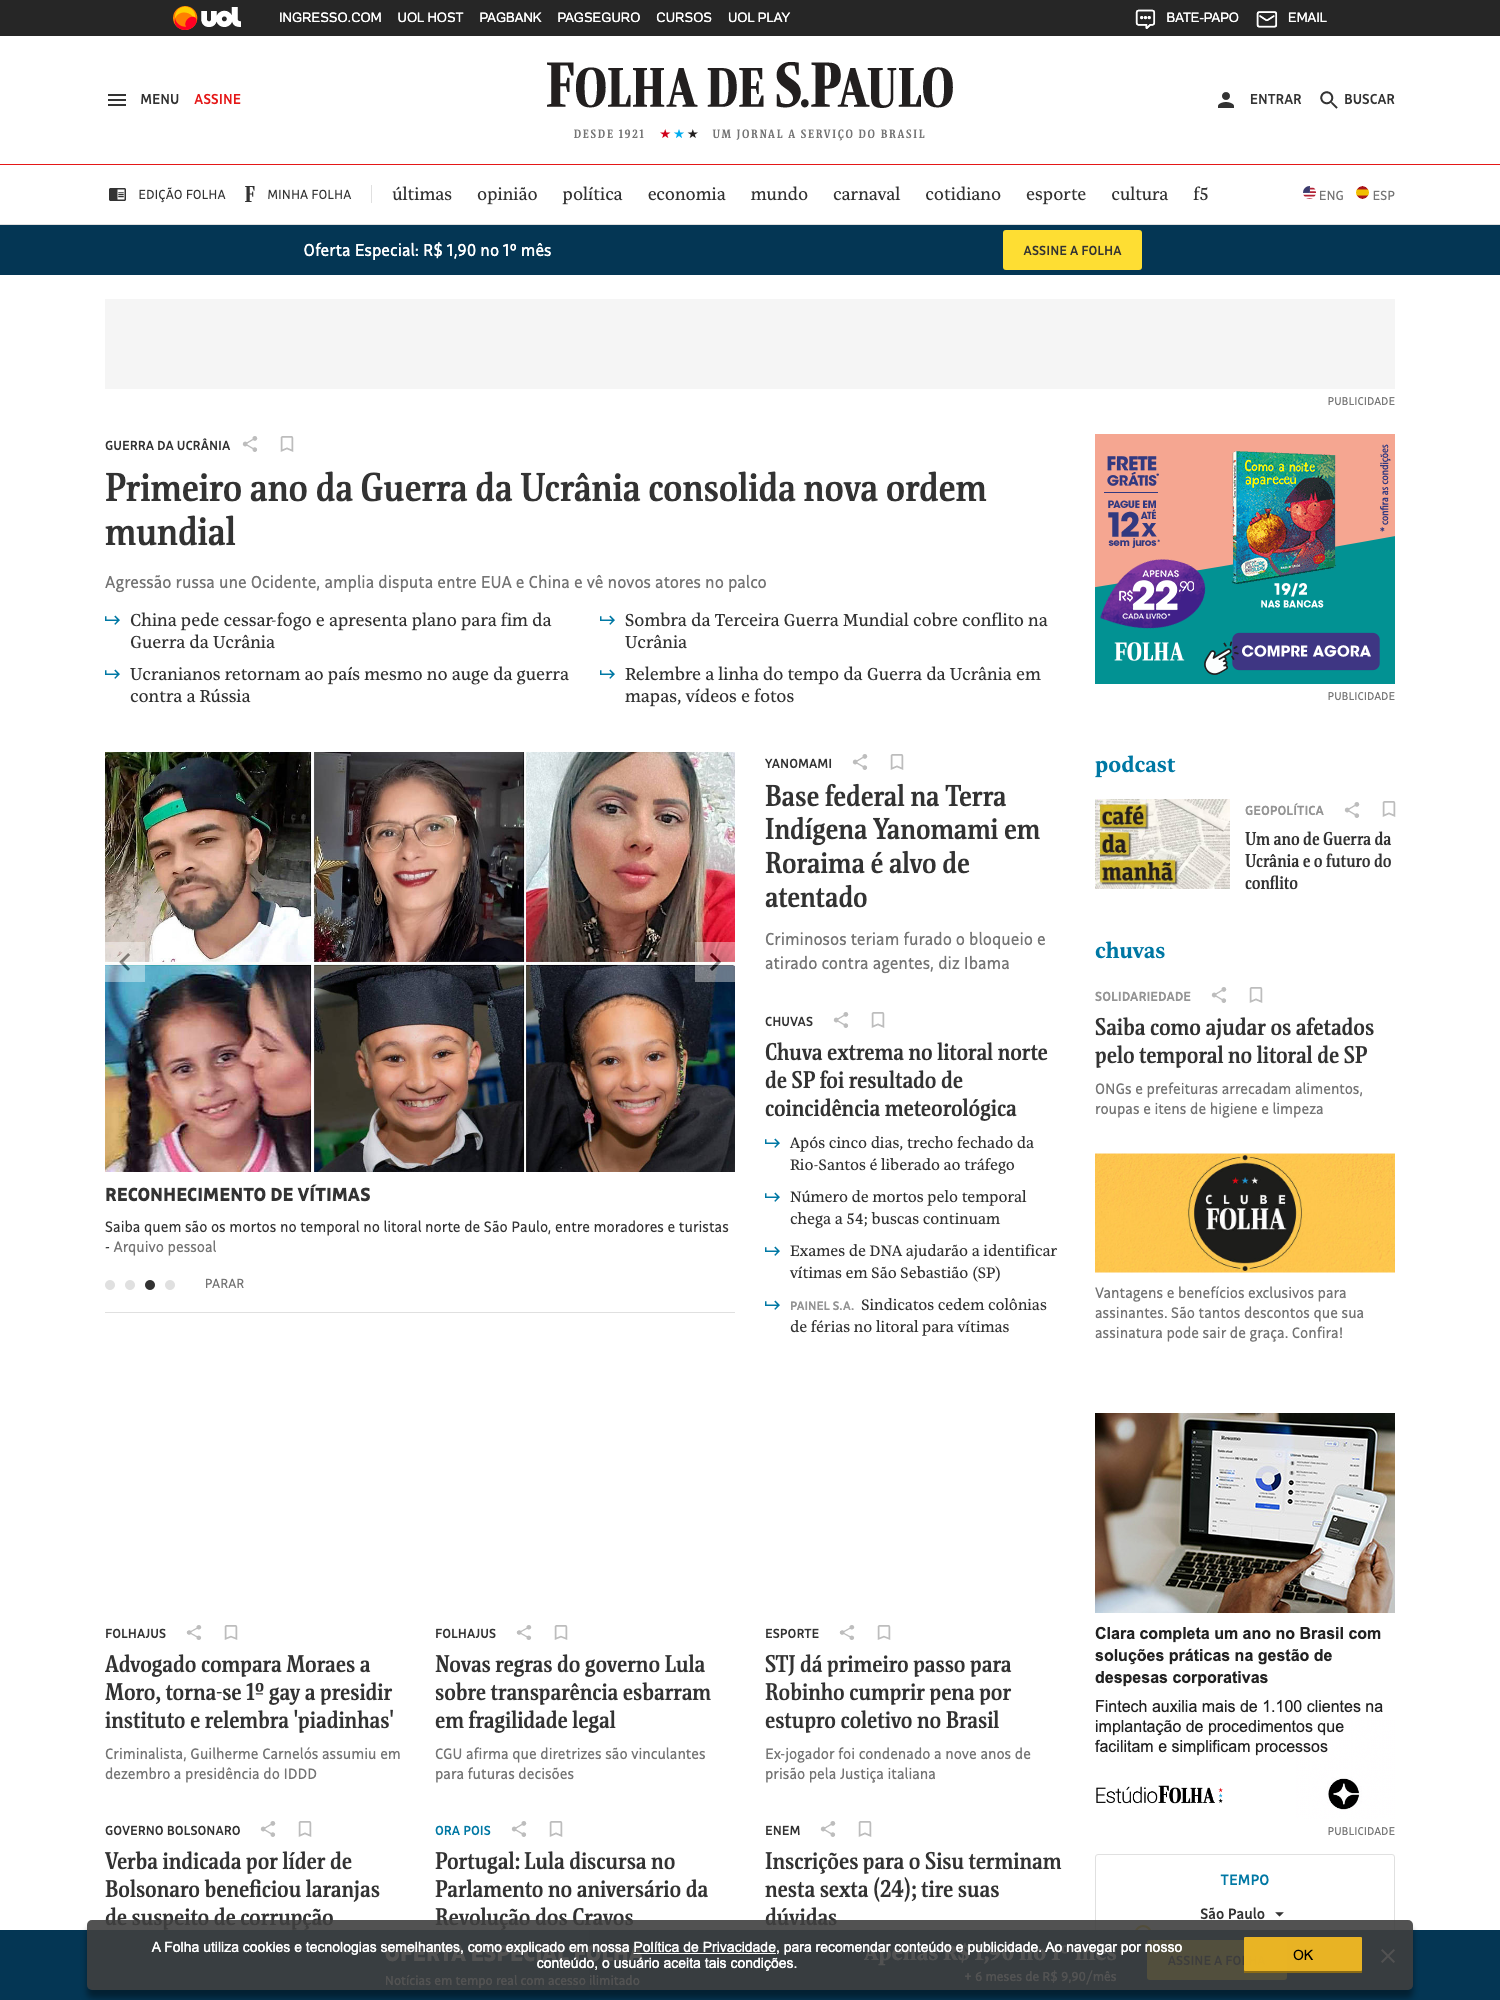 uol
INGRESSO.COM UOL HOST PAGBANK PAGSEGURO CURSOS UOL PLAY
BATE-PAPO EMAIL
MENU ASSINE
FOLHA DE S.PAULO
DESDE 1921 ★★★ UM JORNAL A SERVIÇO DO BRASIL
ENTRAR BUSCAR
EDIÇÃO FOLHA F MINHA FOLHA últimas opinião política economia mundo carnaval cotidiano esporte cultura f5 ENG ESP
Oferta Especial: R$ 1,90 no 1º mês
ASSINE A FOLHA
PUBLICIDADE
GUERRA DA UCRÂNIA
Primeiro ano da Guerra da Ucrânia consolida nova ordem
mundial
Agressão russa une Ocidente, amplia disputa entre EUA e China e vê novos atores no palco
China pede cessar-fogo e apresenta plano para fim da
Guerra da Ucrânia
Sombra da Terceira Guerra Mundial cobre conflito na
Ucrânia
Ucranianos retornam ao país mesmo no auge da guerra
contra a Rússia
Relembre a linha do tempo da Guerra da Ucrânia em
mapas, vídeos e fotos
FRETE
GRÁTIS*
PAGUE EM
12x ATÉ
sem juros*
APENAS
R$22,90
CADA LIVRO*
Como a noite
apareceu
* confira as condições
19/2
NAS BANCAS
FOLHA
COMPRE AGORA
PUBLICIDADE
RECONHECIMENTO DE VÍTIMAS
Saiba quem são os mortos no temporal no litoral norte de São Paulo, entre moradores e turistas
- Arquivo pessoal
PARAR
YANOMAMI
Base federal na Terra
Indígena Yanomami em
Roraima é alvo de
atentado
Criminosos teriam furado o bloqueio e
atirado contra agentes, diz Ibama
CHUVAS
Chuva extrema no litoral norte
de SP foi resultado de
coincidência meteorológica
Após cinco dias, trecho fechado da
Rio-Santos é liberado ao tráfego
Número de mortos pelo temporal
chega a 54; buscas continuam
Exames de DNA ajudarão a identificar
vítimas em São Sebastião (SP)
PAINEL S.A. Sindicatos cedem colônias
de férias no litoral para vítimas
podcast
café
da
manhã
GEOPOLÍTICA
Um ano de Guerra da
Ucrânia e o futuro do
conflito
chuvas
SOLIDARIEDADE
Saiba como ajudar os afetados
pelo temporal no litoral de SP
ONGs e prefeituras arrecadam alimentos,
roupas e itens de higiene e limpeza
CLUBE
FOLHA
Vantagens e benefícios exclusivos para
assinantes. São tantos descontos que sua
assinatura pode sair de graça. Confira!
Resumo
Clara completa um ano no Brasil com
soluções práticas na gestão de
despesas corporativas
Fintech auxilia mais de 1.100 clientes na
implantação de procedimentos que
facilitam e simplificam processos
EstúdioFOLHA
PUBLICIDADE
TEMPO
São Paulo
FOLHAJUS
Advogado compara Moraes a
Moro, torna-se 1º gay a presidir
instituto e relembra 'piadinhas'
Criminalista, Guilherme Carnelós assumiu em
dezembro a presidência do IDDD
FOLHAJUS
Novas regras do governo Lula
sobre transparência esbarram
em fragilidade legal
CGU afirma que diretrizes são vinculantes
para futuras decisões
ESPORTE
STJ dá primeiro passo para
Robinho cumprir pena por
estupro coletivo no Brasil
Ex-jogador foi condenado a nove anos de
prisão pela Justiça italiana
GOVERNO BOLSONARO
Verba indicada por líder de
Bolsonaro beneficiou laranjas
de suspeito de corrupção
ORA POIS
Portugal: Lula discursa no
Parlamento no aniversário da
Revolução dos Cravos
ENEM
Inscrições para o Sisu terminam
nesta sexta (24); tire suas
dúvidas
A Folha utiliza cookies e tecnologias semelhantes, como explicado em nossa Política de Privacidade, para recomendar conteúdo e publicidade. Ao navegar por nosso
conteúdo, o usuário aceita tais condições.
OK
Apenas R$ 1,90 no 1º mês
Notícias em tempo real com acesso ilimitado
+ 6 meses de R$ 9,90/mês
ASSINE A FO